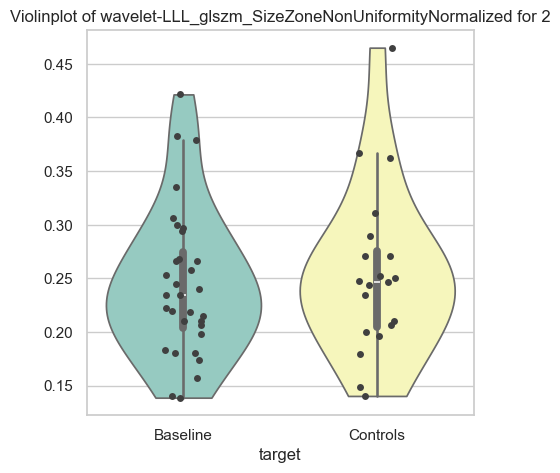 Violinplot of wavelet-LLL_glszm_SizeZoneNonUniformityNormalized for 2
0.45
0.40
0.35
0.30
0.25
0.20
0.15
Baseline Controls
target